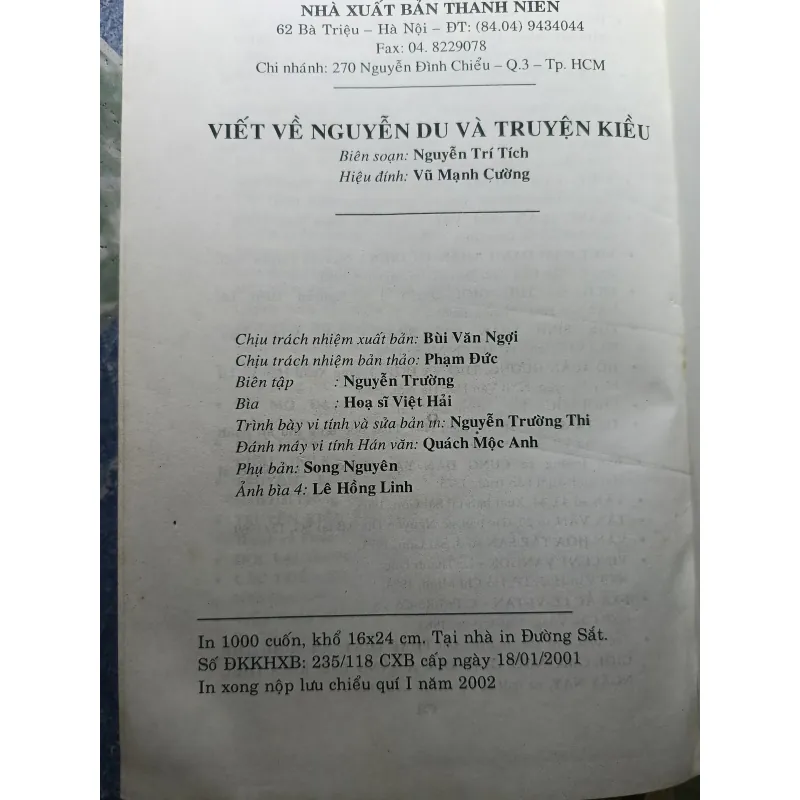 NHÀ XUẤT BẢN THANH NIÊN
62 Bà Triệu – Hà Nội – ĐT: (84.04) 9434044
Fax: 04. 8229078
Chi nhánh: 270 Nguyễn Đình Chiểu – Q.3 – Tp. HCM
VIẾT VỀ NGUYỄN DU VÀ TRUYỆN KIỀU
Biên soạn: Nguyễn Trí Tích
Hiệu đính: Vũ Mạnh Cường
Chịu trách nhiệm xuất bản: Bùi Văn Ngợi
Chịu trách nhiệm bản thảo: Phạm Đức
Biên tập : Nguyễn Trường
Bìa : Hoạ sĩ Việt Hải
Trình bày vi tính và sửa bản in: Nguyễn Trường Thi
Đánh máy vi tính Hán văn: Quách Mộc Anh
Phụ bản: Song Nguyên
Ảnh bìa 4: Lê Hồng Linh
In 1000 cuốn, khổ 16x24 cm. Tại nhà in Đường Sắt.
Số ĐKKHXB: 235/118 CXB cấp ngày 18/01/2001
In xong nộp lưu chiểu quí I năm 2002